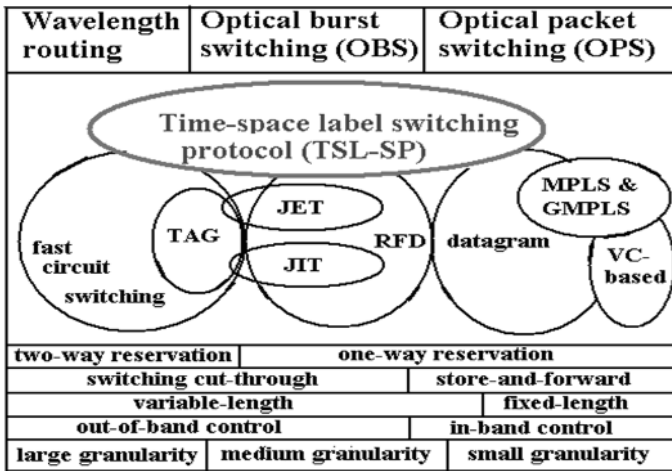 Wavelength routing
Optical burst switching (OBS)
Optical packet switching (OPS)
Time-space label switching
protocol (TSL-SP)
fast
circuit
switching
TAG
JET
JIT
RFD
datagram
MPLS &
GMPLS
VC-
based
two-way reservation
one-way reservation
switching cut-through
store-and-forward
variable-length
fixed-length
out-of-band control
in-band control
large granularity
medium granularity
small granularity